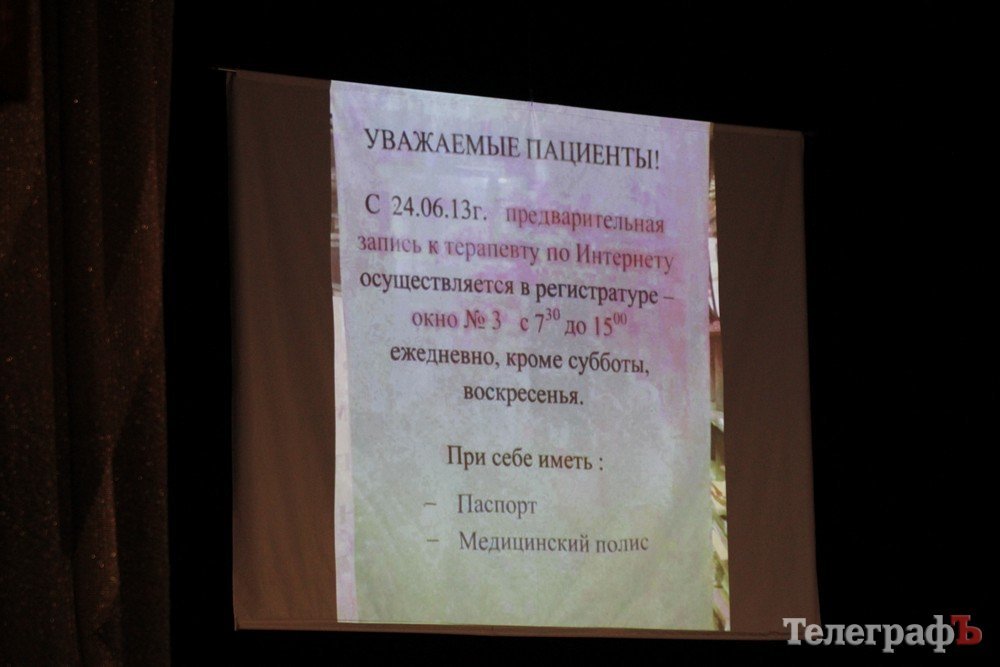 УВАЖАЕМЫЕ ПАЦИЕНТЫ!
С 24.06.13г. предварительная
запись к терапевту по Интернету
осуществляется в регистратуре –
окно № 3 с 7³⁰ до 15⁰⁰
ежедневно, кроме субботы,
воскресенья.
При себе иметь :
– Паспорт
– Медицинский полис
ТелеграфЪ